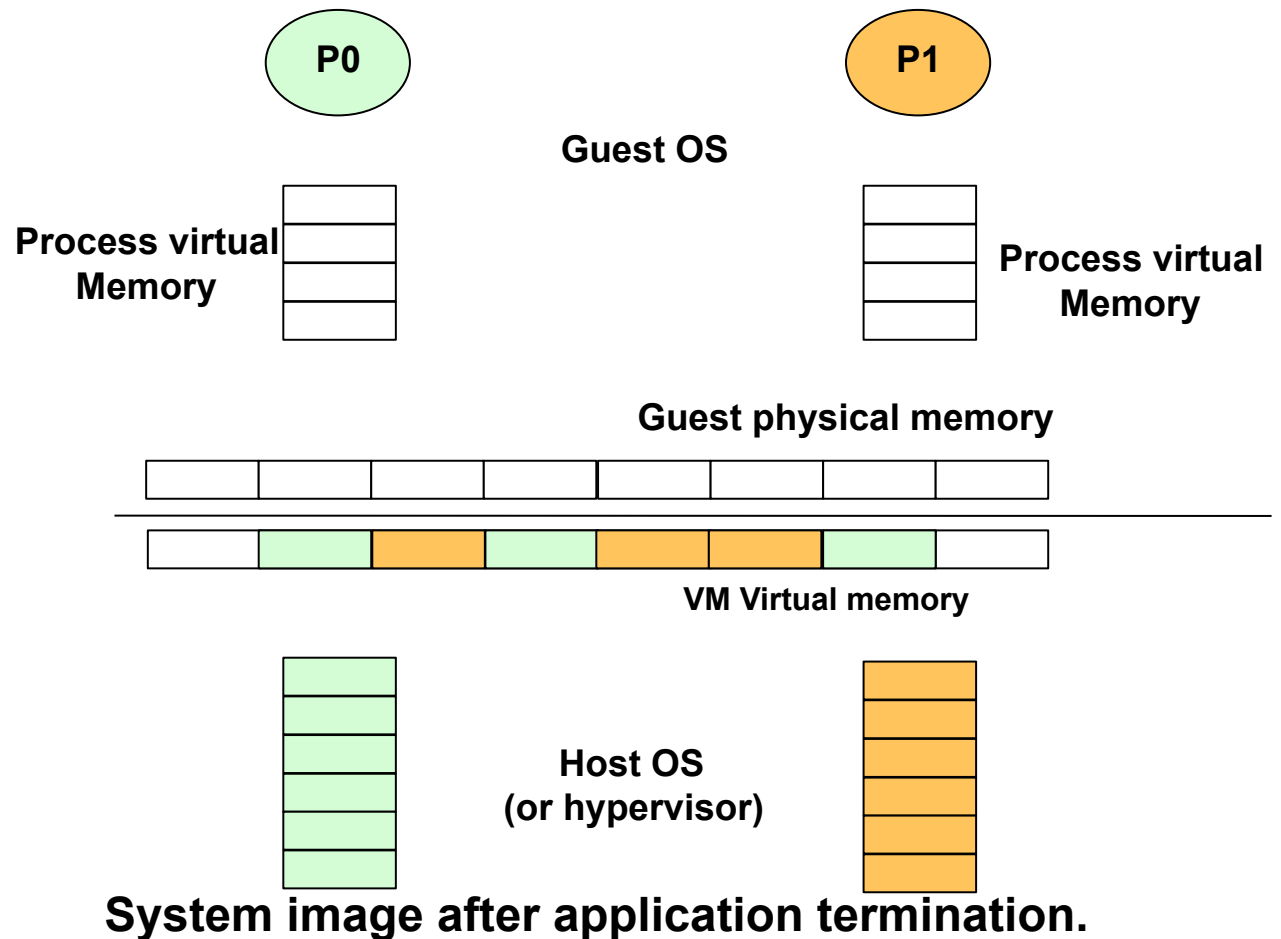 P0
P1
Guest OS
Process virtual
Memory
Process virtual
Memory
Guest physical memory
VM Virtual memory
Host OS
(or hypervisor)
System image after application termination.